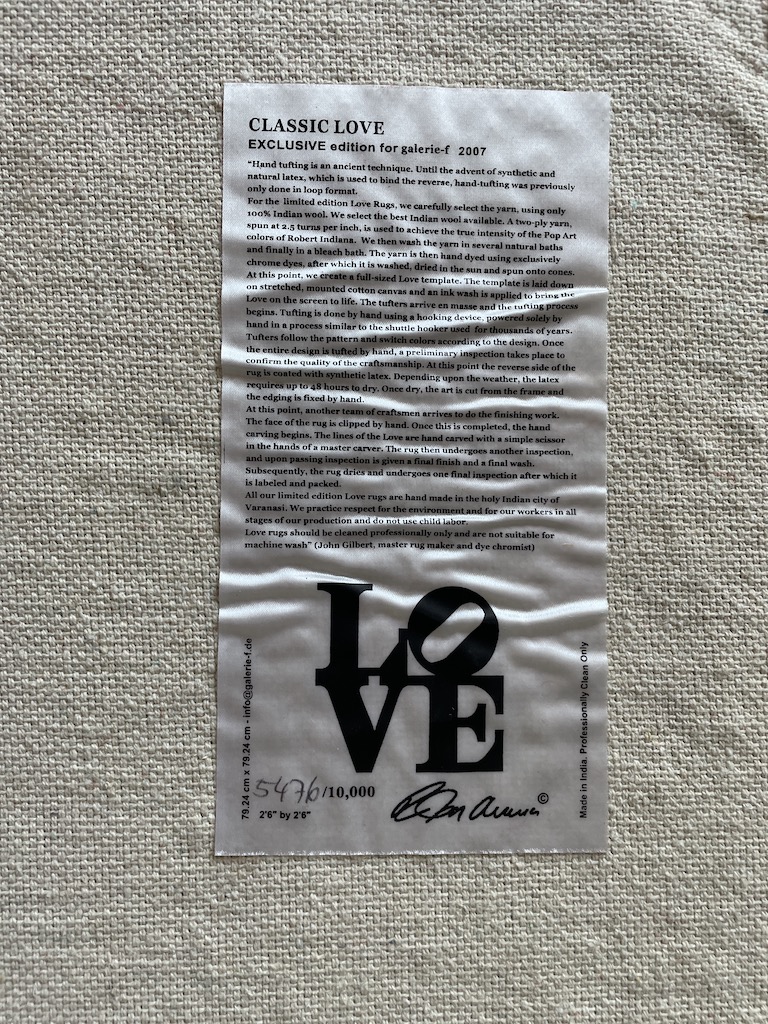 CLASSIC LOVE
EXCLUSIVE edition for galerie-f 2007
“Hand tufting is an ancient technique. Until the advent of synthetic and
natural latex, which is used to bind the reverse, hand-tufting was previously
only done in loop format.
For the limited edition Love Rugs, we carefully select the yarn, using only
100% Indian wool. We select the best Indian wool available. A two-ply yarn,
spun at 2.5 turns per inch, is used to achieve the true intensity of the Pop Art
colors of Robert Indiana. We then wash the yarn in several natural baths
and finally in a bleach bath. The yarn is then hand dyed using exclusively
chrome dyes, after which it is washed, dried in the sun and spun onto cones.
At this point, we create a full-sized Love template. The template is laid down
on stretched, mounted cotton canvas and an ink wash is applied to bring the
Love on the screen to life. The tufters arrive en masse and the tufting process
begins. Tufting is done by hand using a hooking device, powered solely by
hand in a process similar to the shuttle hooker used for thousands of years.
Tufters follow the pattern and switch colors according to the design. Once
the entire design is tufted by hand, a preliminary inspection takes place to
confirm the quality of the craftsmanship. At this point the reverse side of the
rug is coated with synthetic latex. Depending upon the weather, the latex
requires up to 48 hours to dry. Once dry, the art is cut from the frame and
the edging is fixed by hand.
At this point, another team of craftsmen arrives to do the finishing work.
The face of the rug is clipped by hand. Once this is completed, the hand
carving begins. The lines of the Love are hand carved with a simple scissor
in the hands of a master carver. The rug then undergoes another inspection,
and upon passing inspection is given a final finish and a final wash.
Subsequently, the rug dries and undergoes one final inspection after which it
is labeled and packed.
All our limited edition Love rugs are hand made in the holy Indian city of
Varanasi. We practice respect for the environment and for our workers in all
stages of our production and do not use child labor.
Love rugs should be cleaned professionally only and are not suitable for
machine wash” (John Gilbert, master rug maker and dye chromist)
LO
VE
79.24 cm x 79.24 cm - info@galerie-f.de
5476/10,000
2'6" by 2'6"
©
Made in India. Professionally Clean Only